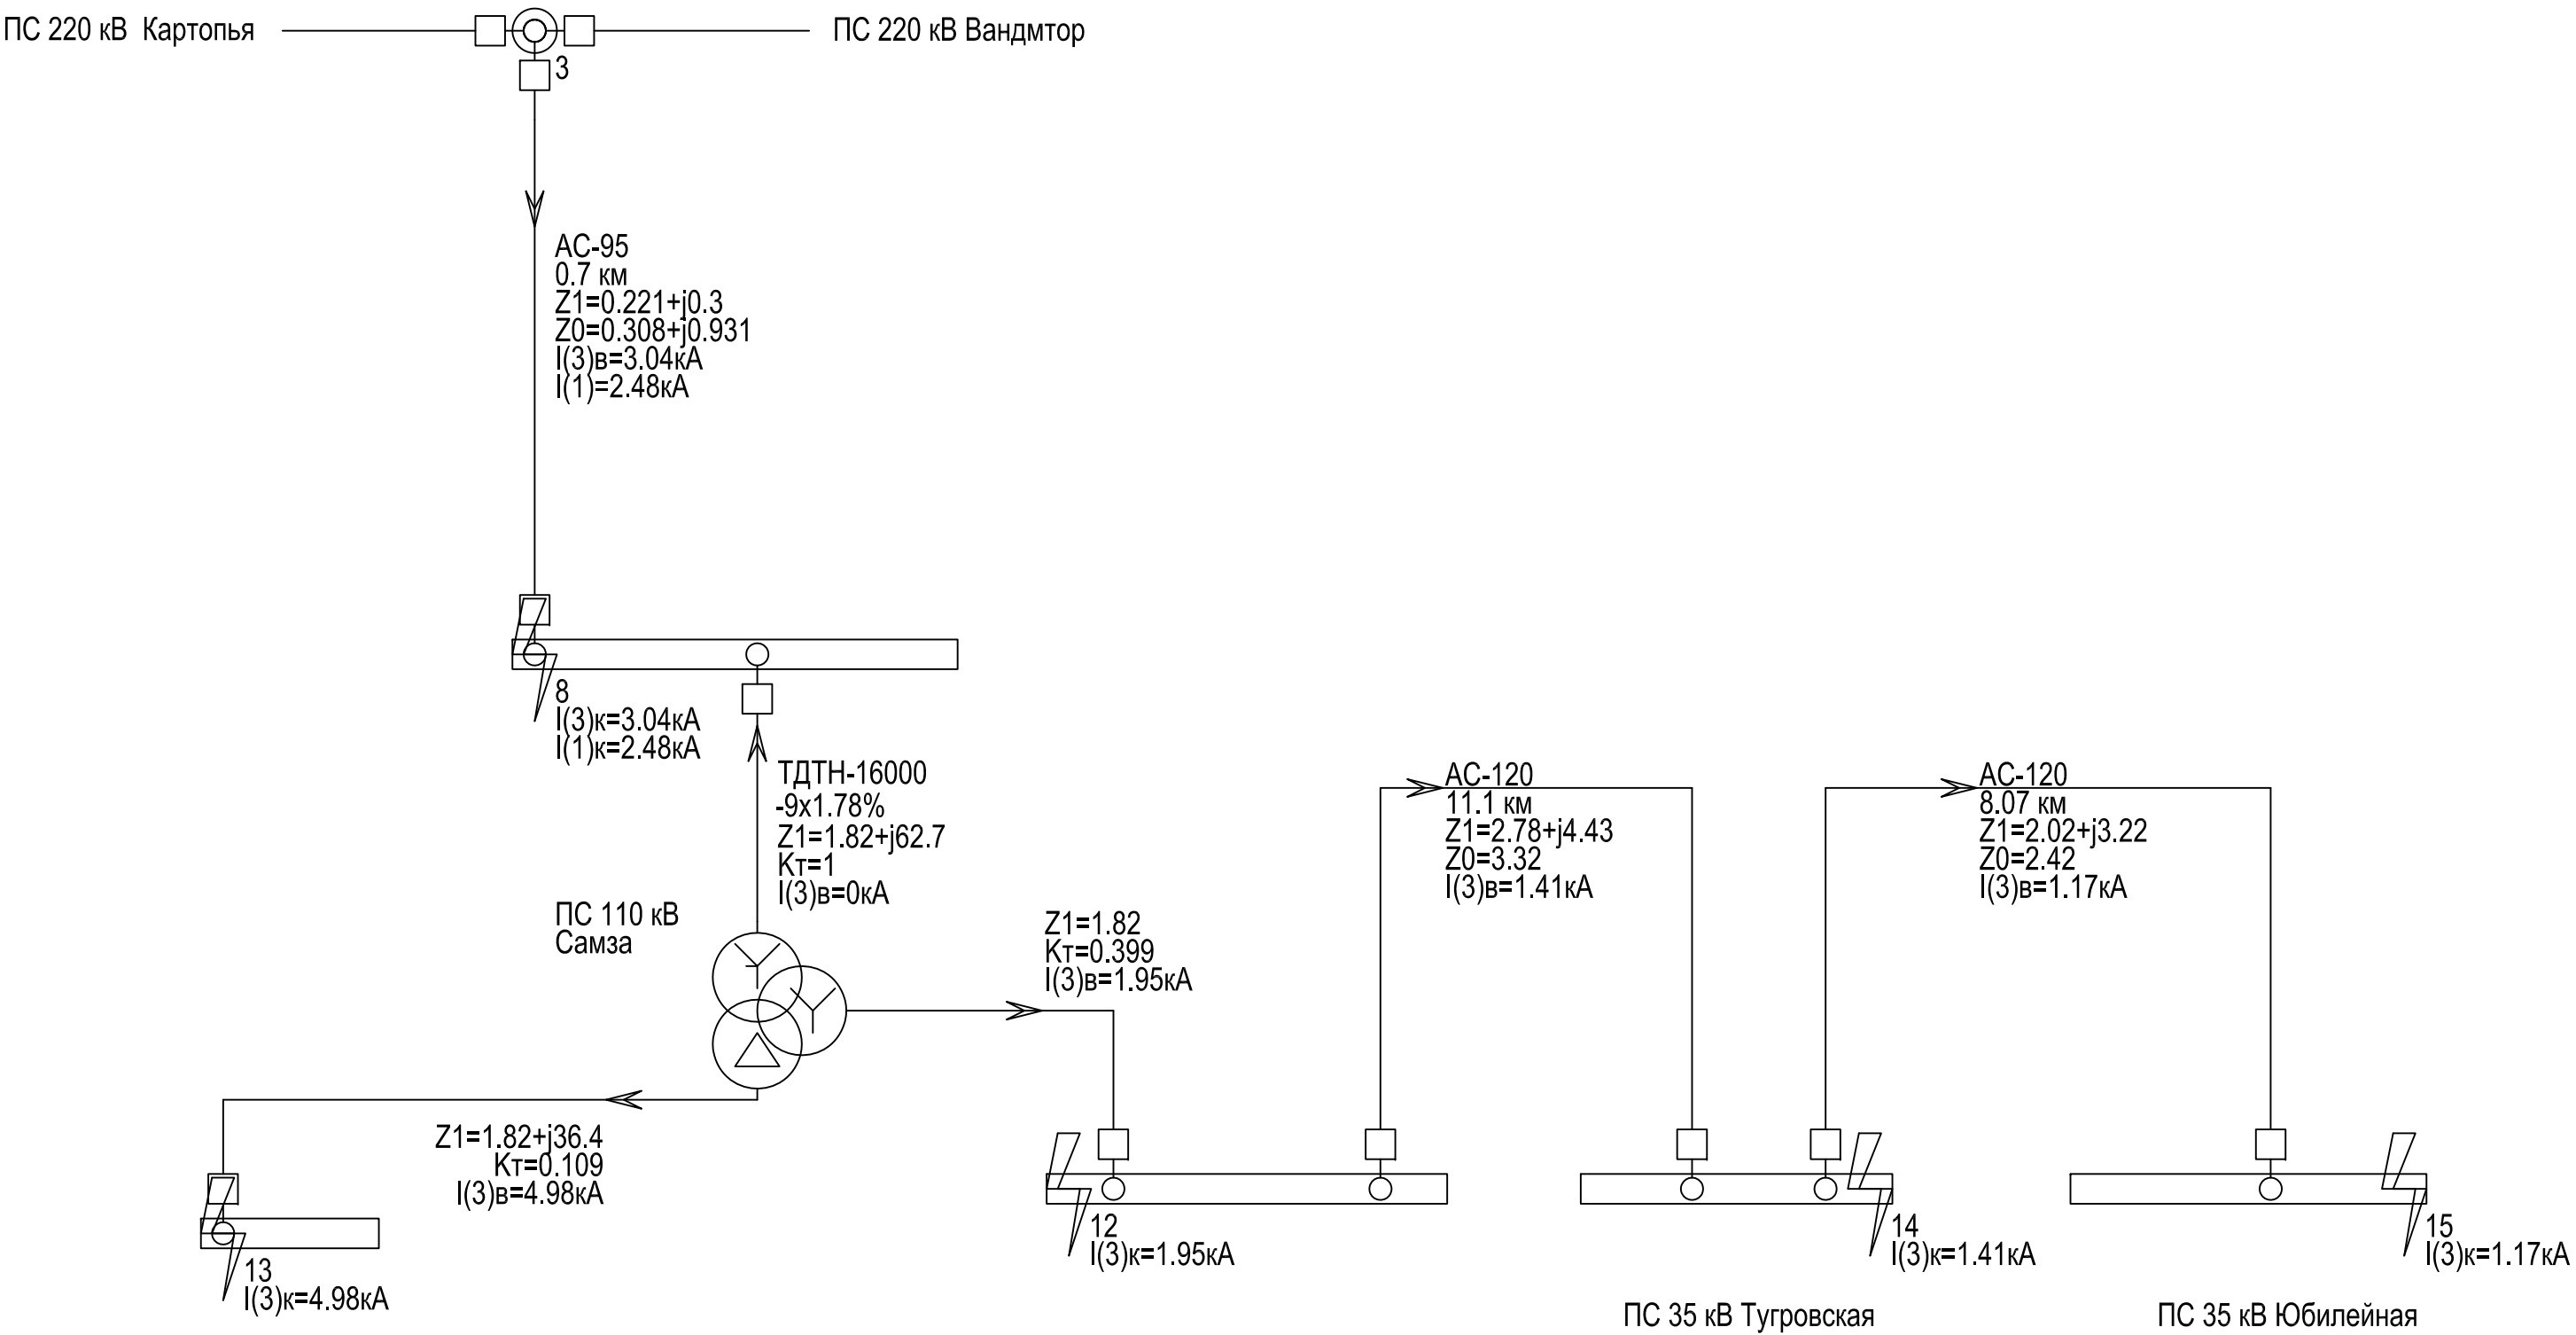 ПС 220 кВ Картопья
ПС 220 кВ Вандмтор
3
АС-95
0.7 км
Z1=0.221+j0.3
Z0=0.308+j0.931
I(3)в=3.04кА
I(1)=2.48кА
8
I(3)к=3.04кА
I(1)к=2.48кА
ТДТН-16000
-9x1.78%
Z1=1.82+j62.7
Кт=1
I(3)в=0кА
ПС 110 кВ
Самза
Z1=1.82
Кт=0.399
I(3)в=1.95кА
АС-120
11.1 км
Z1=2.78+j4.43
Z0=3.32
I(3)в=1.41кА
АС-120
8.07 км
Z1=2.02+j3.22
Z0=2.42
I(3)в=1.17кА
Z1=1.82+j36.4
Кт=0.109
I(3)в=4.98кА
13
I(3)к=4.98кА
12
I(3)к=1.95кА
14
I(3)к=1.41кА
15
I(3)к=1.17кА
ПС 35 кВ Тугровская
ПС 35 кВ Юбилейная